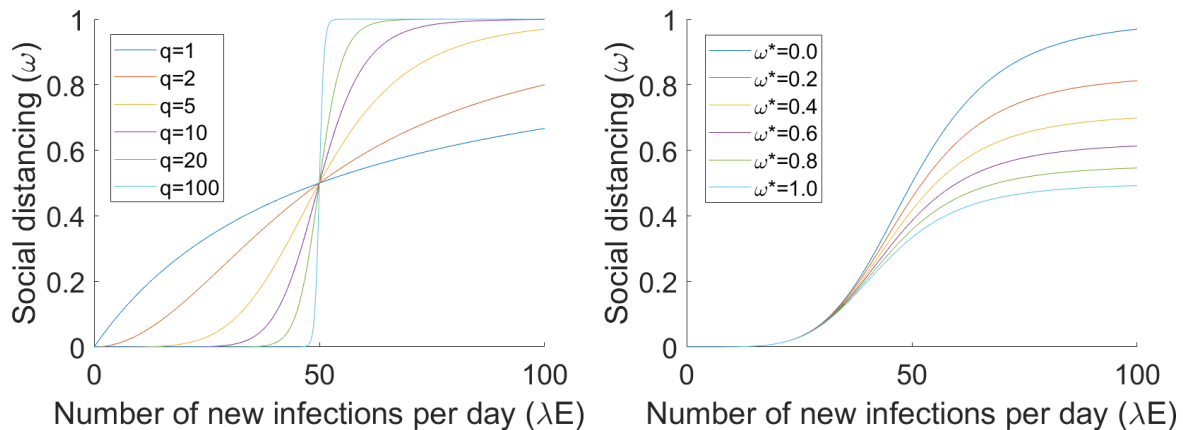 Social distancing (ω)
1
0.8
0.6
0.4
0.2
0
q=1
q=2
q=5
q=10
q=20
q=100
0
50
100
Number of new infections per day (λE)
Social distancing (ω)
1
0.8
0.6
0.4
0.2
0
ω*=0.0
ω*=0.2
ω*=0.4
ω*=0.6
ω*=0.8
ω*=1.0
0
50
100
Number of new infections per day (λE)